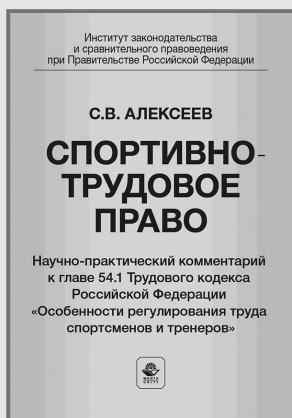 Институт законодательства
и сравнительного правоведения
при Правительстве Российской Федерации
С.В. АЛЕКСЕЕВ
СПОРТИВНО-
ТРУДОВОЕ
ПРАВО
Научно-практический комментарий
к главе 54.1 Трудового кодекса
Российской Федерации
«Особенности регулирования труда
спортсменов и тренеров»